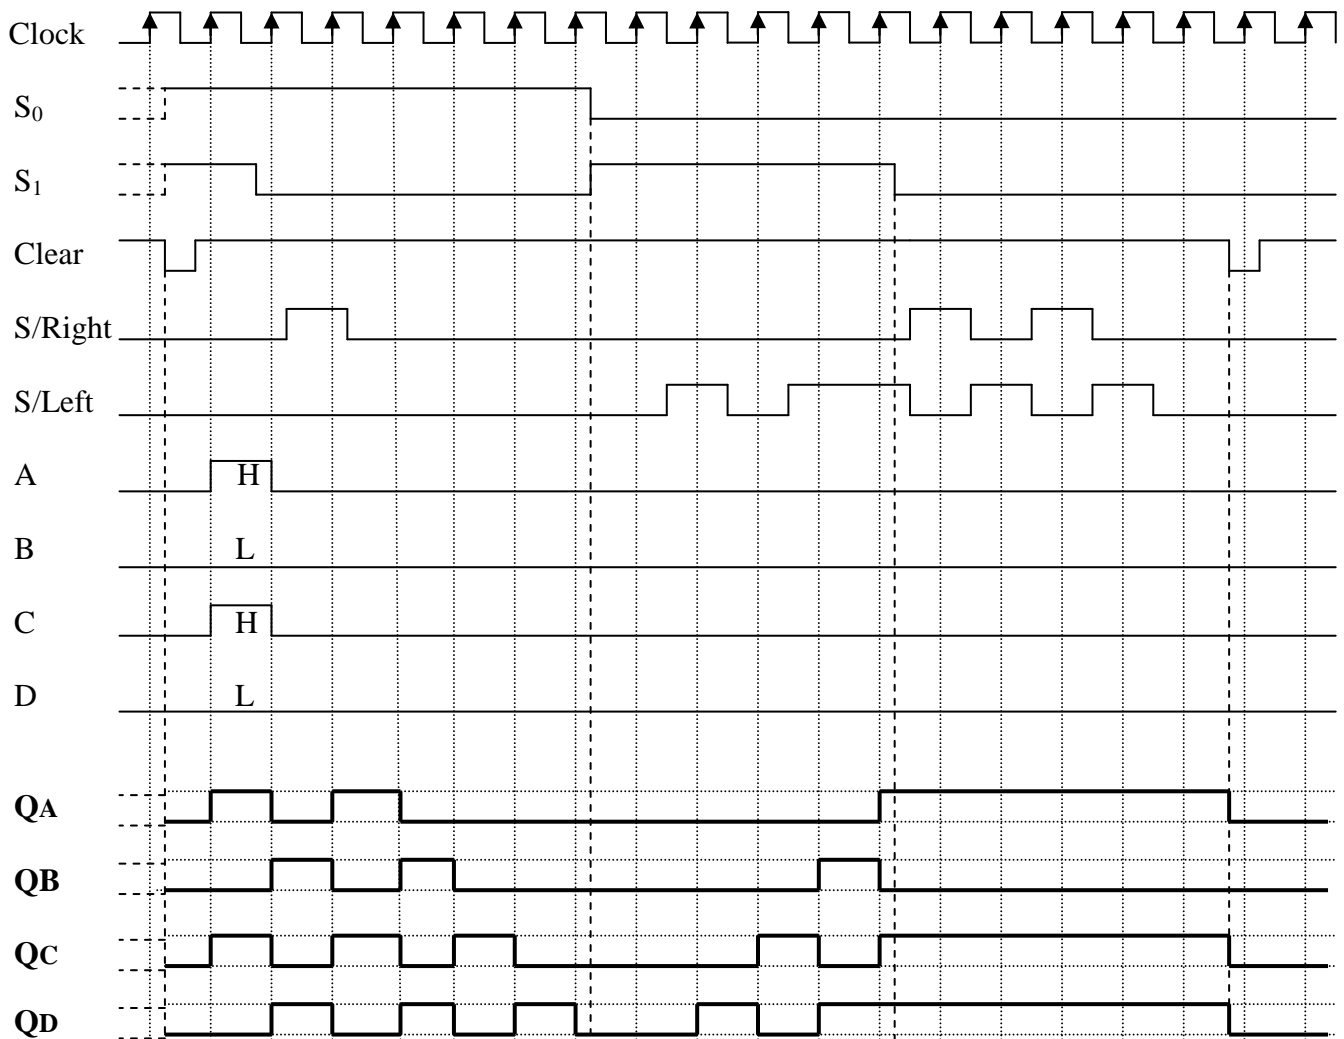 Clock
S₀
S₁
Clear
S/Right
S/Left
A H
B L
C H
D L
QA
QB
QC
QD